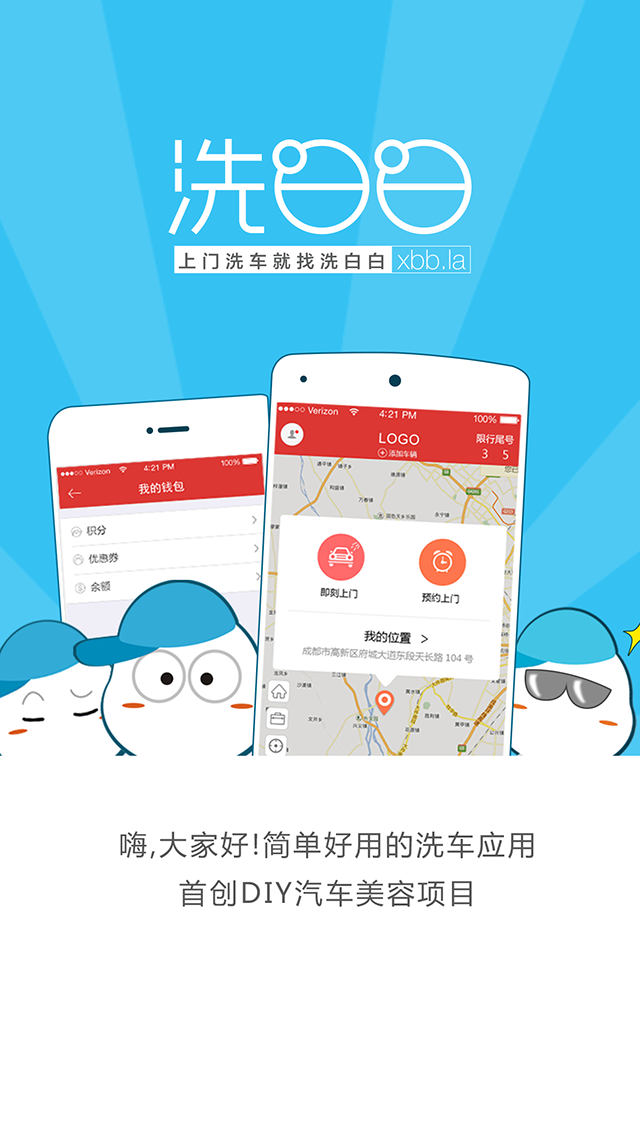 洗白白
上门洗车就找洗白白 xbb.la
Verizon 4:21 PM 100%
我的钱包
积分
优惠券
余额
Verizon 4:21 PM 100%
LOGO
添加车辆
限行尾号
3 5
即刻上门
预约上门
我的位置 >
成都市高新区府城大道东段天长路 104 号
嗨,大家好!简单好用的洗车应用
首创DIY汽车美容项目